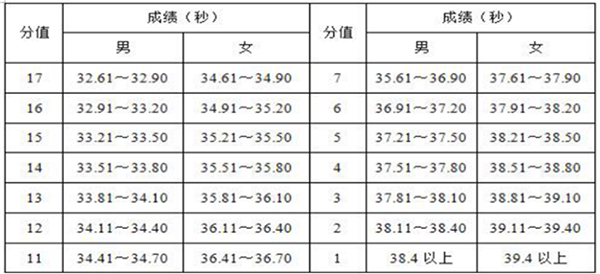 分值 成绩（秒） 分值 成绩（秒）
男 女 男 女
17 32.61～32.90 34.61～34.90 7 35.61～36.90 37.61～37.90
16 32.91～33.20 34.91～35.20 6 36.91～37.20 37.91～38.20
15 33.21～33.50 35.21～35.50 5 37.21～37.50 38.21～38.50
14 33.51～33.80 35.51～35.80 4 37.51～37.80 38.51～38.80
13 33.81～34.10 35.81～36.10 3 37.81～38.10 38.81～39.10
12 34.11～34.40 36.11～36.40 2 38.11～38.40 39.11～39.40
11 34.41～34.70 36.41～36.70 1 38.4 以上 39.4 以上